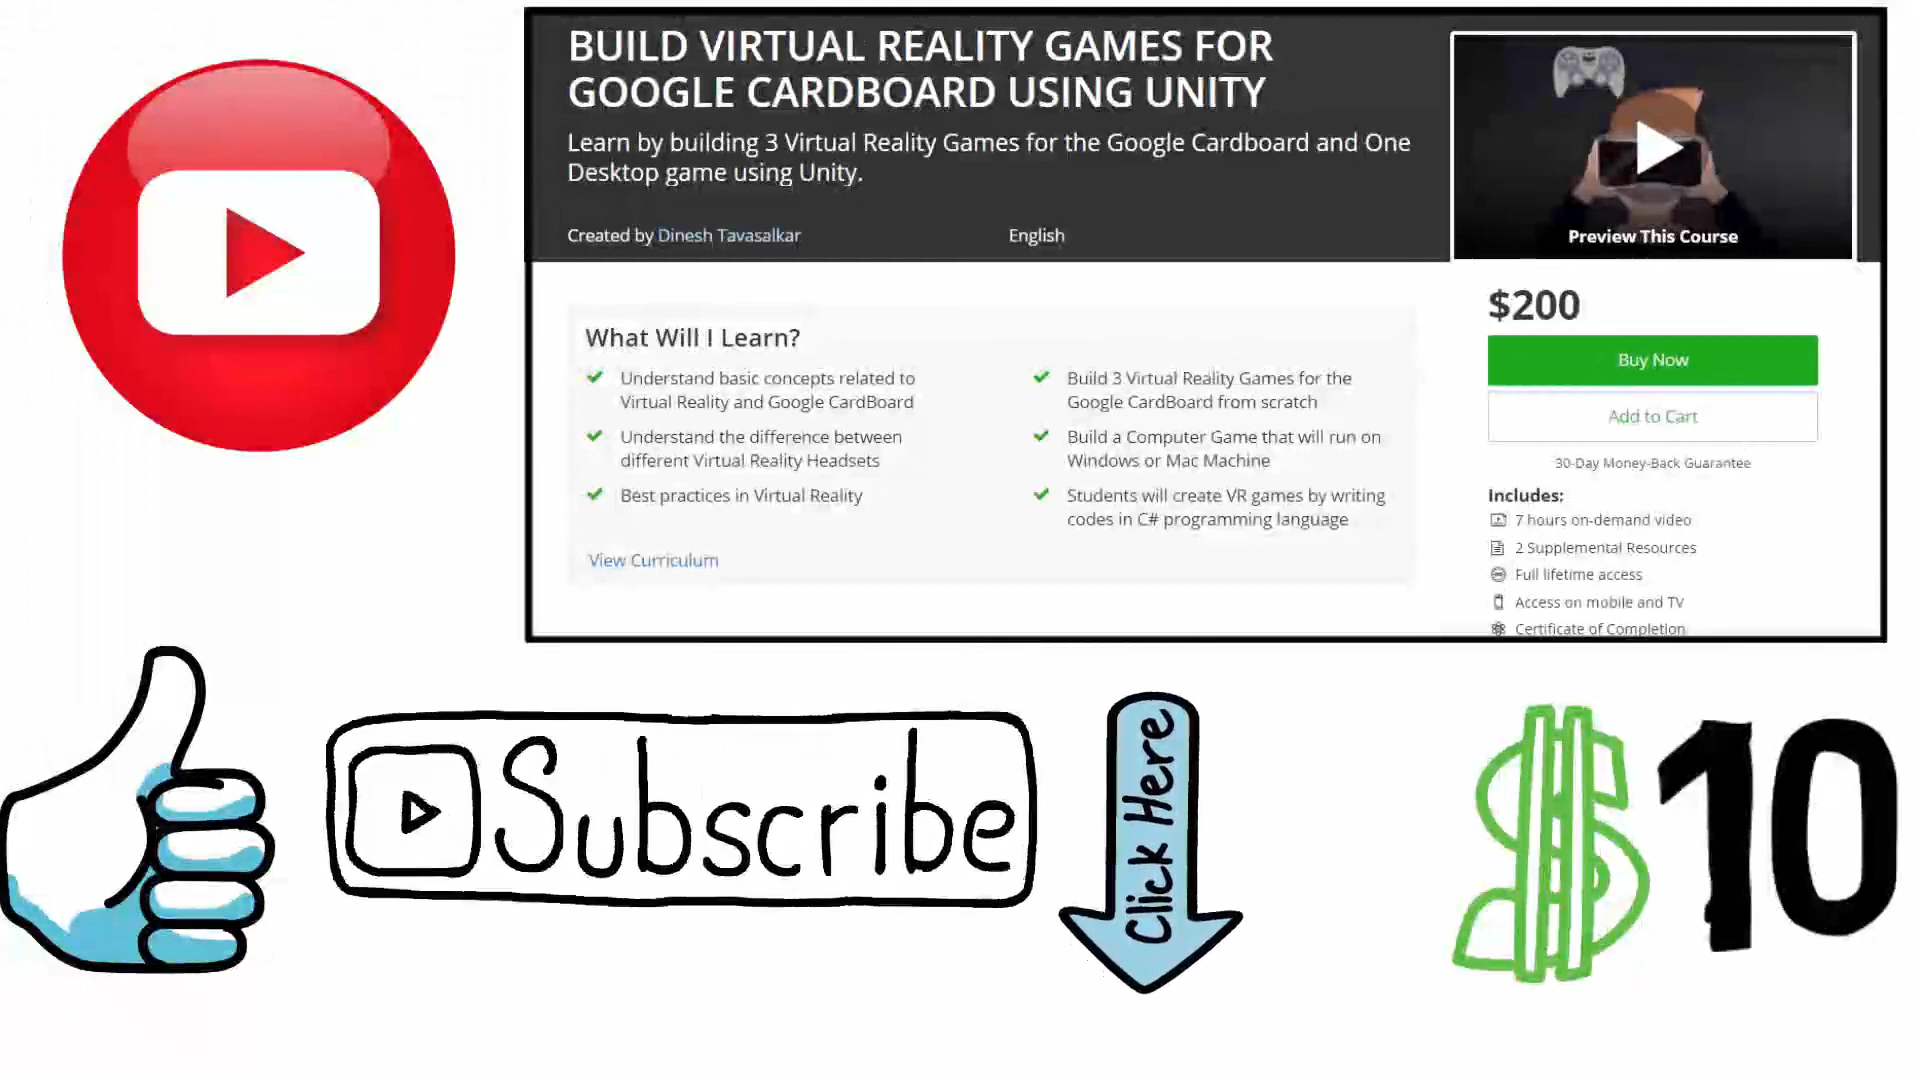 BUILD VIRTUAL REALITY GAMES FOR
GOOGLE CARDBOARD USING UNITY
Learn by building 3 Virtual Reality Games for the Google Cardboard and One
Desktop game using Unity.
Created by Dinesh Tavasalkar
English
Preview This Course
What Will I Learn?
Understand basic concepts related to
Virtual Reality and Google CardBoard
Understand the difference between
different Virtual Reality Headsets
Best practices in Virtual Reality
Build 3 Virtual Reality Games for the
Google CardBoard from scratch
Build a Computer Game that will run on
Windows or Mac Machine
Students will create VR games by writing
codes in C# programming language
View Curriculum
$200
Buy Now
Add to Cart
30-Day Money-Back Guarantee
Includes:
7 hours on-demand video
2 Supplemental Resources
Full lifetime access
Access on mobile and TV
Certificate of Completion
Subscribe
Click Here
$10